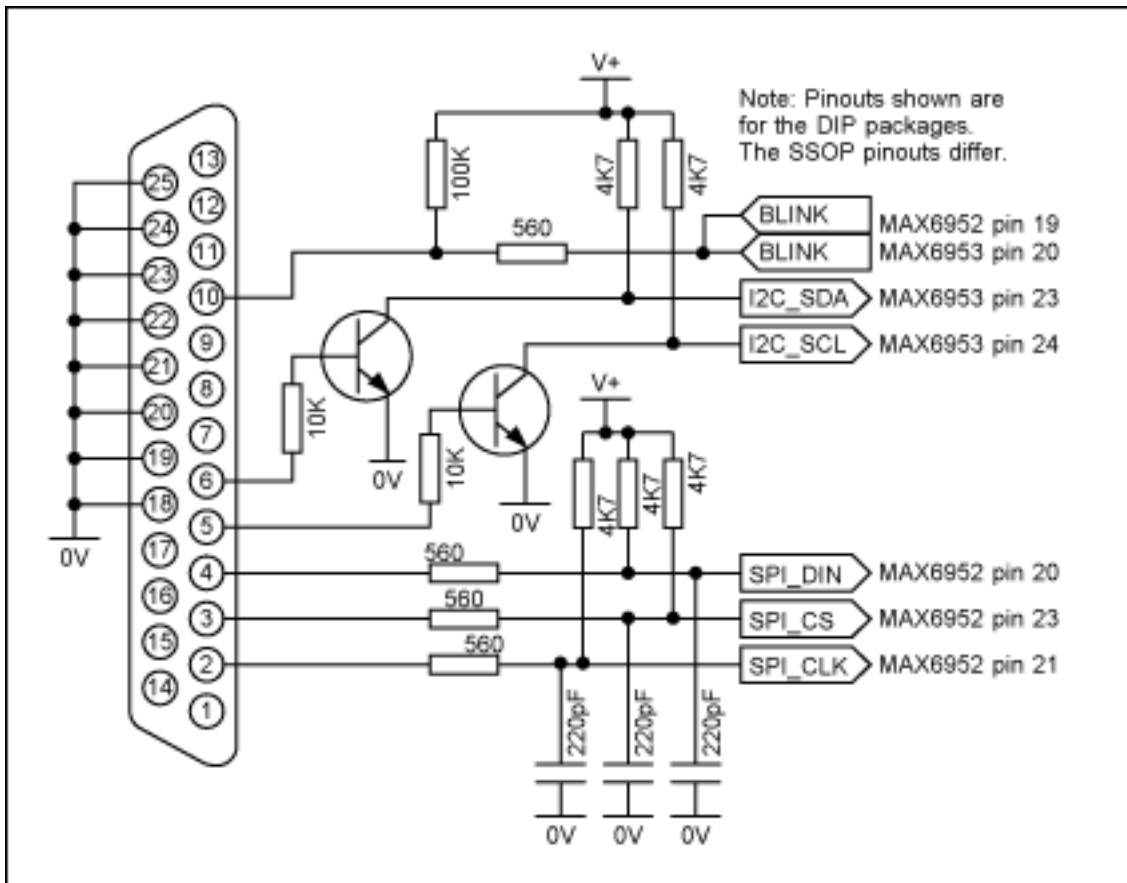 V+
Note: Pinouts shown are
for the DIP packages.
The SSOP pinouts differ.
13
25
12
24
11
23
10
22
9
21
8
20
7
19
6
18
5
17
4
16
3
15
2
14
1
0V
100K
4K7
4K7
560
BLINK
MAX6952 pin 19
BLINK
MAX6953 pin 20
I2C_SDA
MAX6953 pin 23
I2C_SCL
MAX6953 pin 24
10K
0V
10K
0V
V+
4K7
4K7
4K7
560
SPI_DIN
MAX6952 pin 20
560
SPI_CS
MAX6952 pin 23
560
SPI_CLK
MAX6952 pin 21
220pF
220pF
220pF
0V
0V
0V